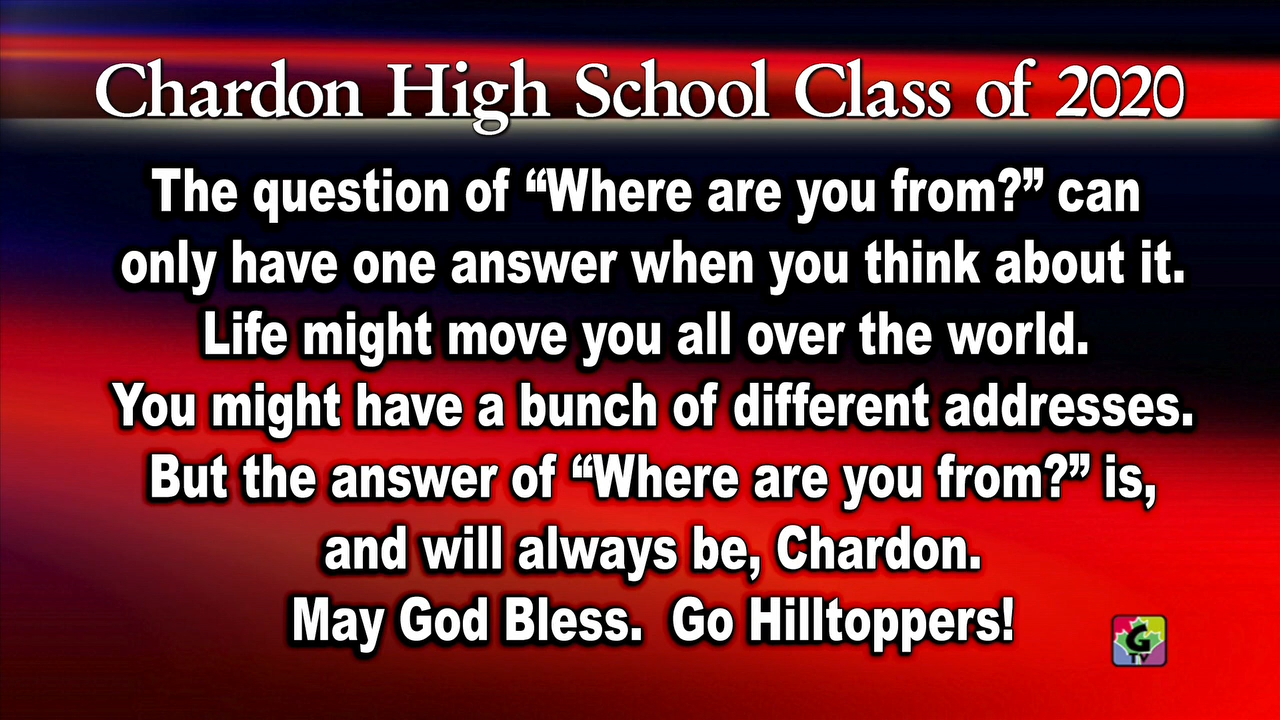 Chardon High School Class of 2020
The question of “Where are you from?” can
only have one answer when you think about it.
Life might move you all over the world.
You might have a bunch of different addresses.
But the answer of “Where are you from?” is,
and will always be, Chardon.
May God Bless.  Go Hilltoppers!
G
TV